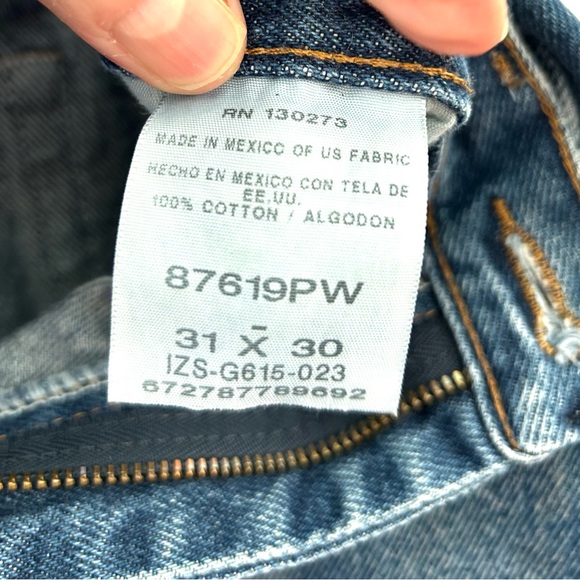 RN 130273
MADE IN MEXICO OF US FABRIC
HECHO EN MEXICO CON TELA DE
EE.UU.
100% COTTON / ALGODON
87619PW
31 X 30
IZS-G615-023
672787789692